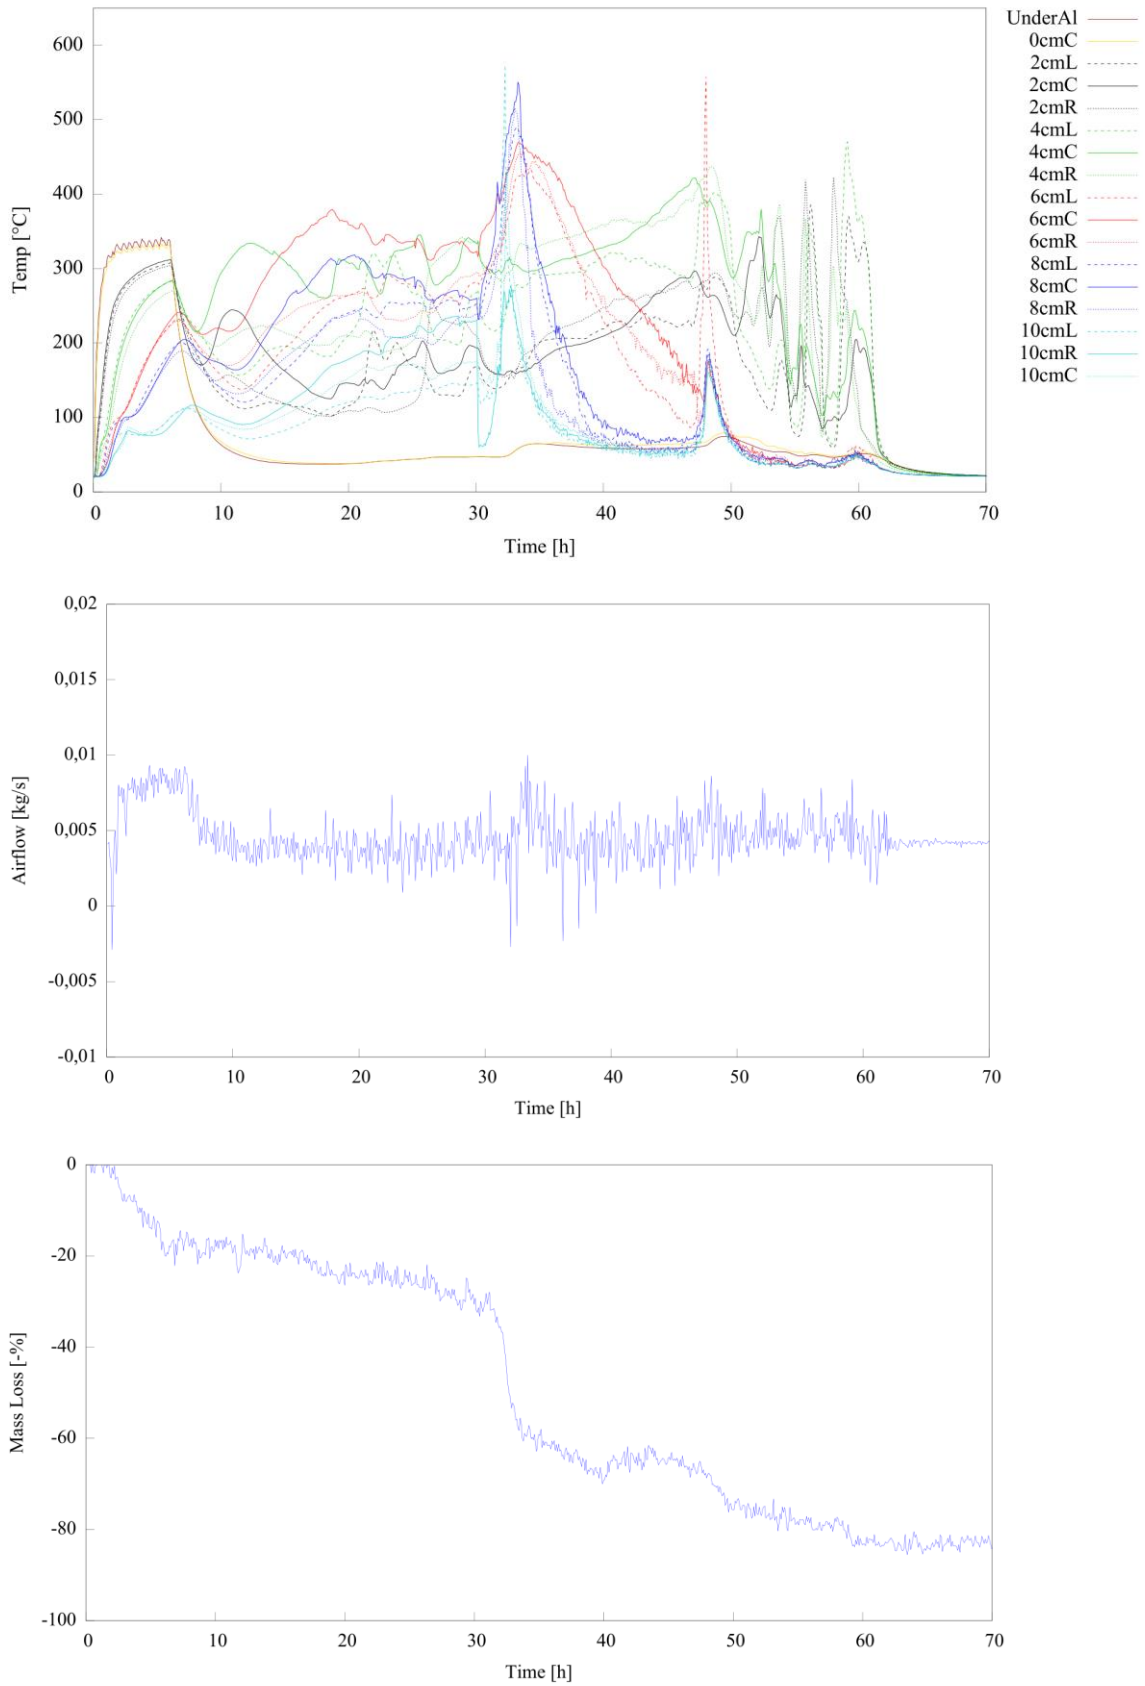 600
500
400
300
200
100
0
Temp [°C]
0 10 20 30 40 50 60 70
Time [h]
UnderAl
0cmC
2cmL
2cmC
2cmR
4cmL
4cmC
4cmR
6cmL
6cmC
6cmR
8cmL
8cmC
8cmR
10cmL
10cmR
10cmC
0,02
0,015
0,01
0,005
0
-0,005
-0,01
Airflow [kg/s]
0 10 20 30 40 50 60 70
Time [h]
0
-20
-40
-60
-80
-100
Mass Loss [-%]
0 10 20 30 40 50 60 70
Time [h]